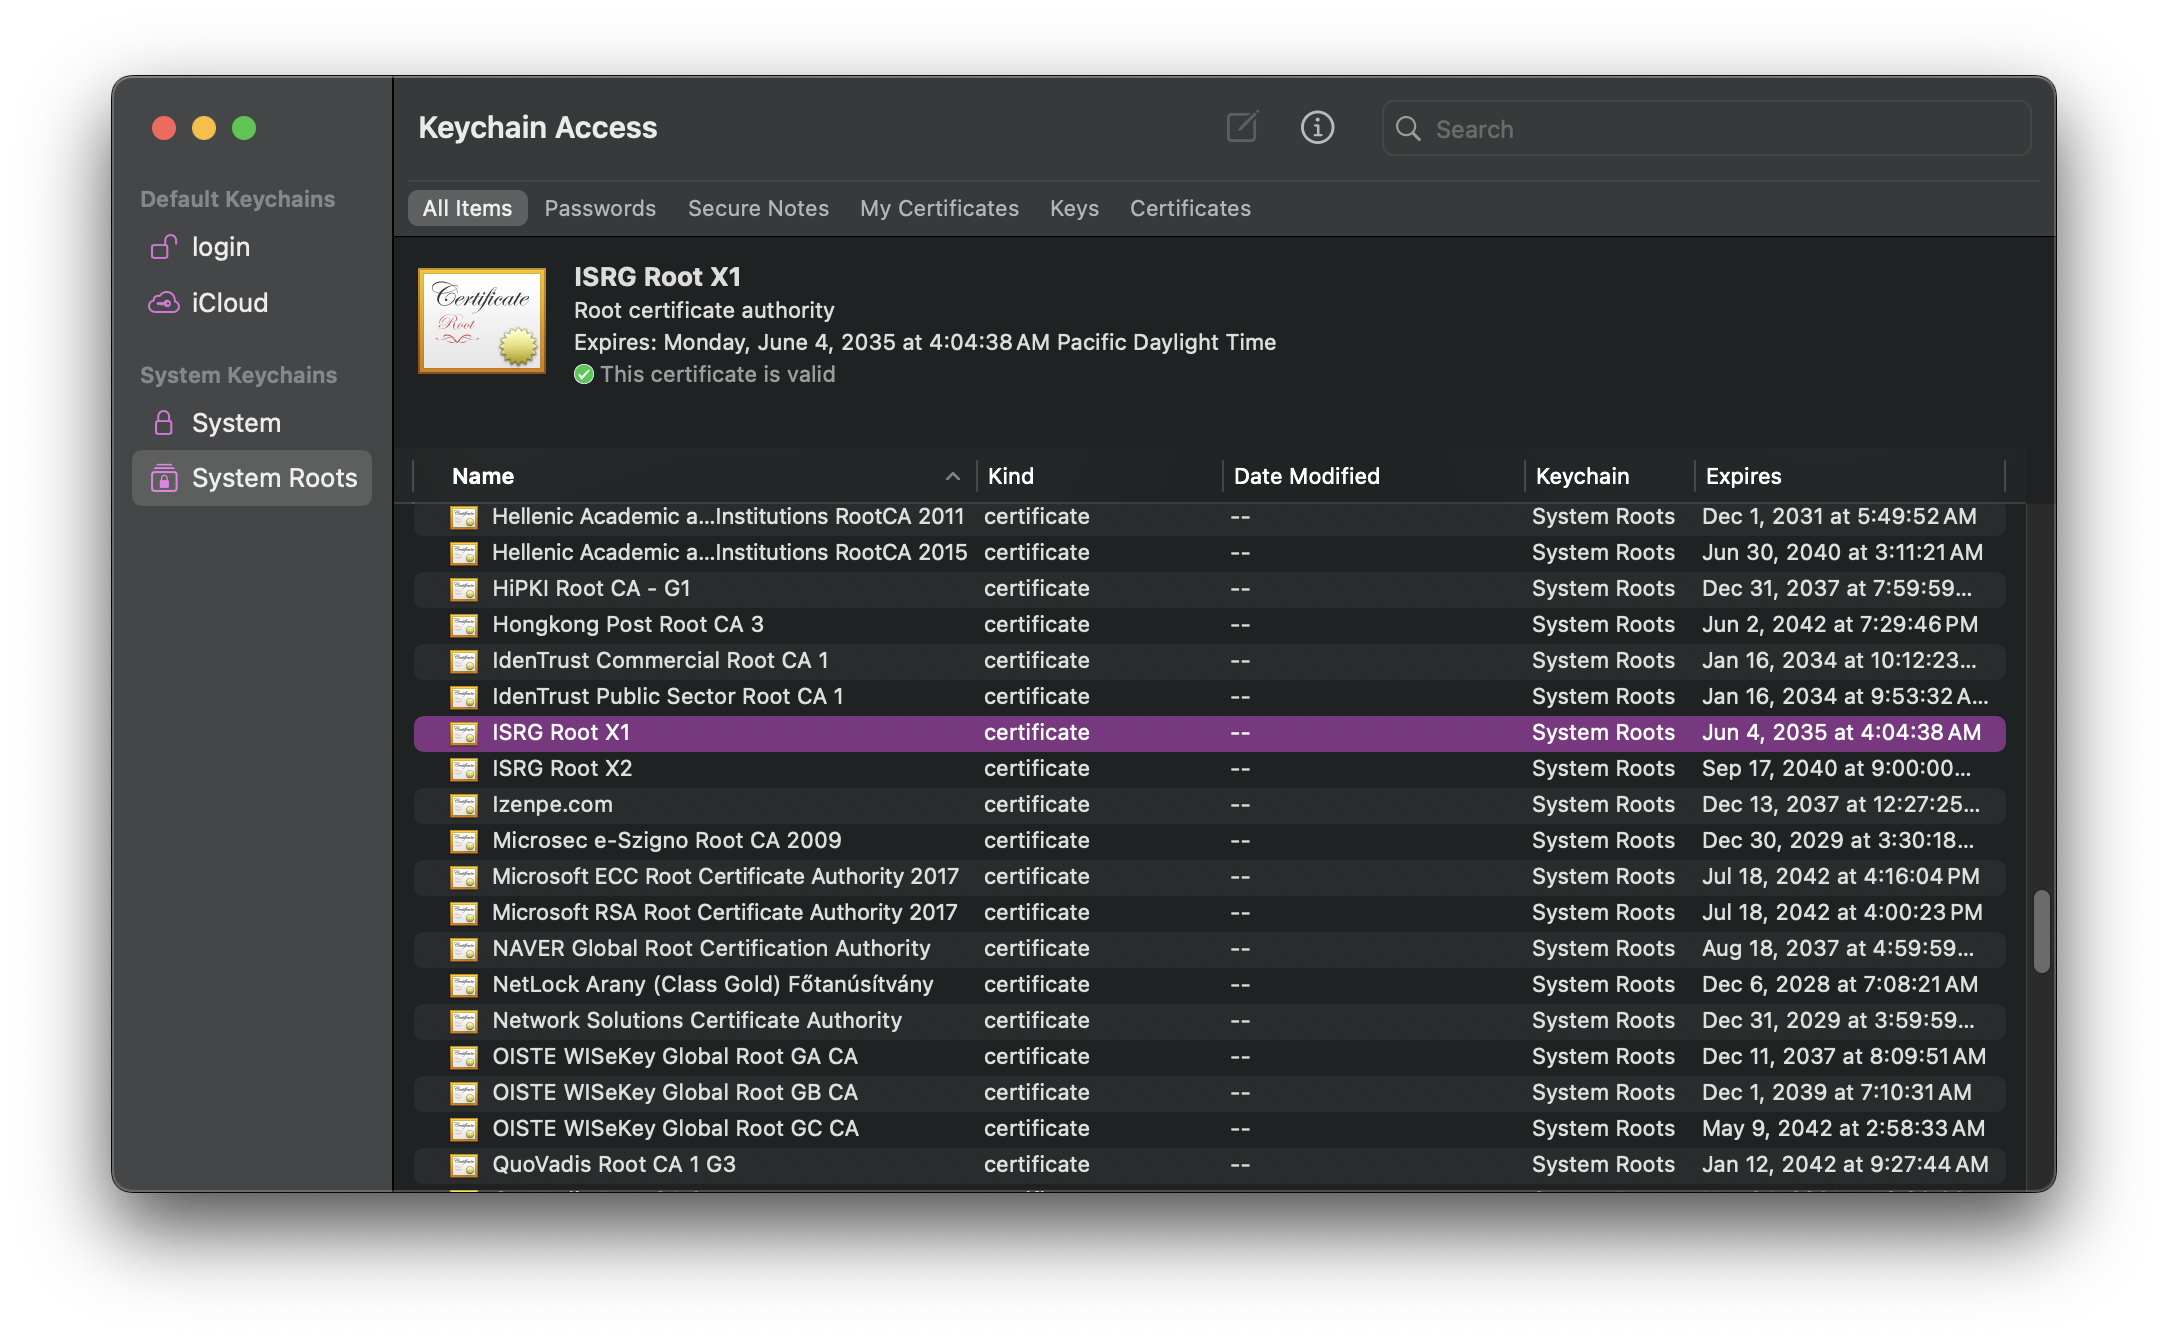 Keychain Access
Search
Default Keychains
login
iCloud
System Keychains
System
System Roots
All Items Passwords Secure Notes My Certificates Keys Certificates
Certificate
Root
ISRG Root X1
Root certificate authority
Expires: Monday, June 4, 2035 at 4:04:38 AM Pacific Daylight Time
This certificate is valid
Name Kind Date Modified Keychain Expires
Hellenic Academic a...Institutions RootCA 2011 certificate -- System Roots Dec 1, 2031 at 5:49:52 AM
Hellenic Academic a...Institutions RootCA 2015 certificate -- System Roots Jun 30, 2040 at 3:11:21 AM
HiPKI Root CA - G1 certificate -- System Roots Dec 31, 2037 at 7:59:59...
Hongkong Post Root CA 3 certificate -- System Roots Jun 2, 2042 at 7:29:46 PM
IdenTrust Commercial Root CA 1 certificate -- System Roots Jan 16, 2034 at 10:12:23...
IdenTrust Public Sector Root CA 1 certificate -- System Roots Jan 16, 2034 at 9:53:32 A...
ISRG Root X1 certificate -- System Roots Jun 4, 2035 at 4:04:38 AM
ISRG Root X2 certificate -- System Roots Sep 17, 2040 at 9:00:00...
Izenpe.com certificate -- System Roots Dec 13, 2037 at 12:27:25...
Microsec e-Szigno Root CA 2009 certificate -- System Roots Dec 30, 2029 at 3:30:18...
Microsoft ECC Root Certificate Authority 2017 certificate -- System Roots Jul 18, 2042 at 4:16:04 PM
Microsoft RSA Root Certificate Authority 2017 certificate -- System Roots Jul 18, 2042 at 4:00:23 PM
NAVER Global Root Certification Authority certificate -- System Roots Aug 18, 2037 at 4:59:59...
NetLock Arany (Class Gold) Főtanúsítvány certificate -- System Roots Dec 6, 2028 at 7:08:21 AM
Network Solutions Certificate Authority certificate -- System Roots Dec 31, 2029 at 3:59:59...
OISTE WISeKey Global Root GA CA certificate -- System Roots Dec 11, 2037 at 8:09:51 AM
OISTE WISeKey Global Root GB CA certificate -- System Roots Dec 1, 2039 at 7:10:31 AM
OISTE WISeKey Global Root GC CA certificate -- System Roots May 9, 2042 at 2:58:33 AM
QuoVadis Root CA 1 G3 certificate -- System Roots Jan 12, 2042 at 9:27:44 AM